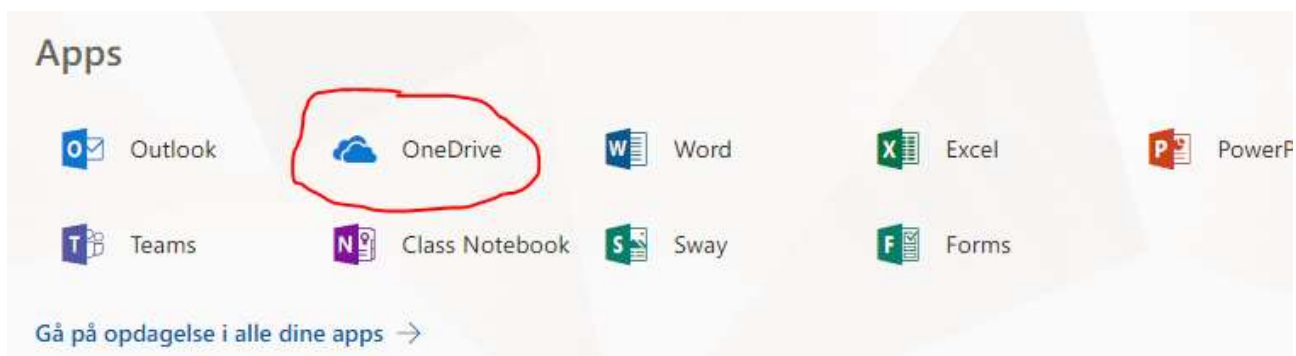 Apps
Outlook OneDrive Word Excel PowerP
Teams Class Notebook Sway Forms
Gå på opdagelse i alle dine apps →